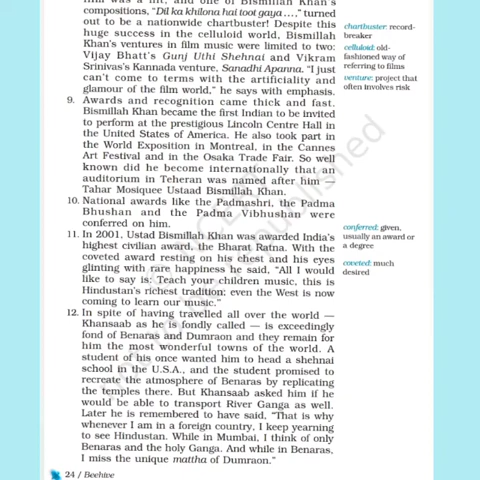 compositions, “Dil ka khilona hai toot gaya ...,” turned
out to be a nationwide chartbuster! Despite this
huge success in the celluloid world, Bismillah
Khan’s ventures in film music were limited to two:
Vijay Bhatt’s Gunj Uthi Shehnai and Vikram
Srinivas’s Kannada venture, Sanadhi Apanna. “I just
can’t come to terms with the artificiality and
glamour of the film world,” he says with emphasis.
9. Awards and recognition came thick and fast.
Bismillah Khan became the first Indian to be invited
to perform at the prestigious Lincoln Centre Hall in
the United States of America. He also took part in
the World Exposition in Montreal, in the Cannes
Art Festival and in the Osaka Trade Fair. So well
known did he become internationally that an
auditorium in Teheran was named after him —
Tahar Mosiquee Ustaad Bismillah Khan.
10. National awards like the Padmashri, the Padma
Bhushan and the Padma Vibhushan were
conferred on him.
11. In 2001, Ustad Bismillah Khan was awarded India’s
highest civilian award, the Bharat Ratna. With the
coveted award resting on his chest and his eyes
glinting with rare happiness he said, “All I would
like to say is: Teach your children music, this is
Hindustan’s richest tradition; even the West is now
coming to learn our music.”
12. In spite of having travelled all over the world —
Khansaab as he is fondly called — is exceedingly
fond of Benaras and Dumraon and they remain for
him the most wonderful towns of the world. A
student of his once wanted him to head a shehnai
school in the U.S.A., and the student promised to
recreate the atmosphere of Benaras by replicating
the temples there. But Khansaab asked him if he
would be able to transport River Ganga as well.
Later he is remembered to have said, “That is why
whenever I am in a foreign country, I keep yearning
to see Hindustan. While in Mumbai, I think of only
Benaras and the holy Ganga. And while in Benaras,
I miss the unique mattha of Dumraon.”
chartbuster: record-
breaker
celluloid: old-
fashioned way of
referring to films
venture: project that
often involves risk
conferred: given,
usually an award or
a degree
coveted: much
desired
24 / Beehive
published